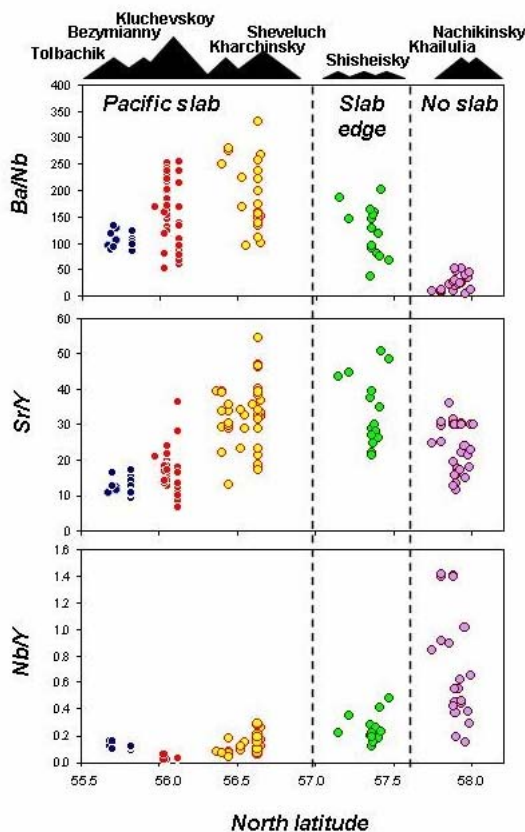 Kluchevskoy
Bezymianny Sheveluch Nachikinsky
Tolbachik Kharchinsky Shisheisky Khailulia
Pacific slab Slab edge No slab
Ba/Nb
400
350
300
250
200
150
100
50
0
Sr/Y
60
50
40
30
20
10
0
Nb/Y
1.6
1.4
1.2
1.0
0.8
0.6
0.4
0.2
0.0
55.5 56.0 56.5 57.0 57.5 58.0
North latitude